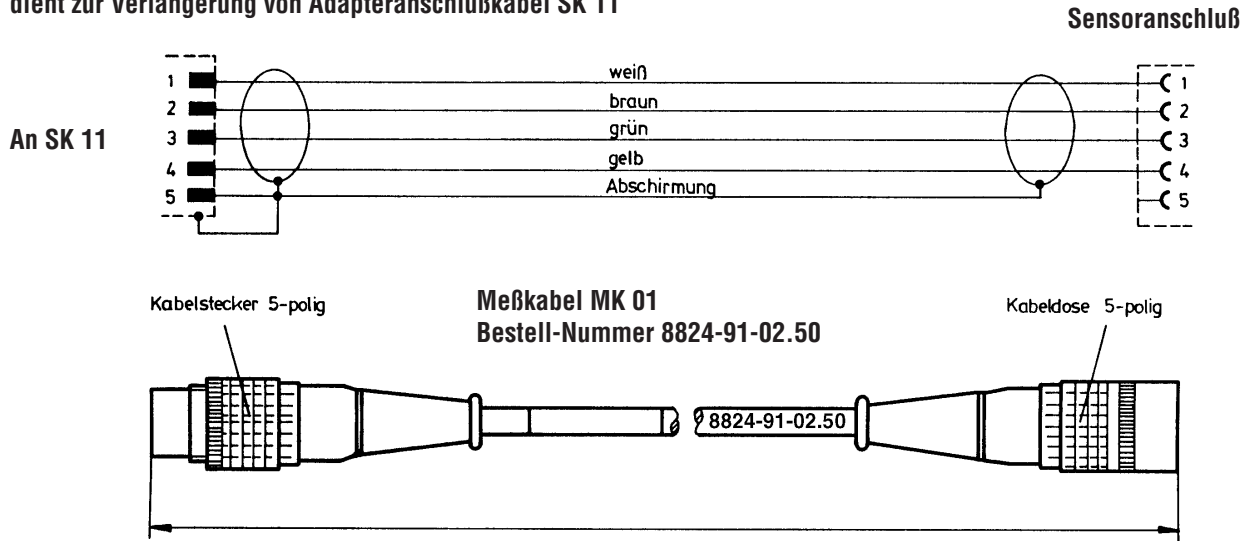 dient zur Verlängerung von Adapteranschlußkabel SK 11
Sensoranschluß
An SK 11
1 weiß 1
2 braun 2
3 grün 3
4 gelb 4
5 Abschirmung 5
Kabelstecker 5-polig
Meßkabel MK 01
Bestell-Nummer 8824-91-02.50
Kabeldose 5-polig
8824-91-02.50